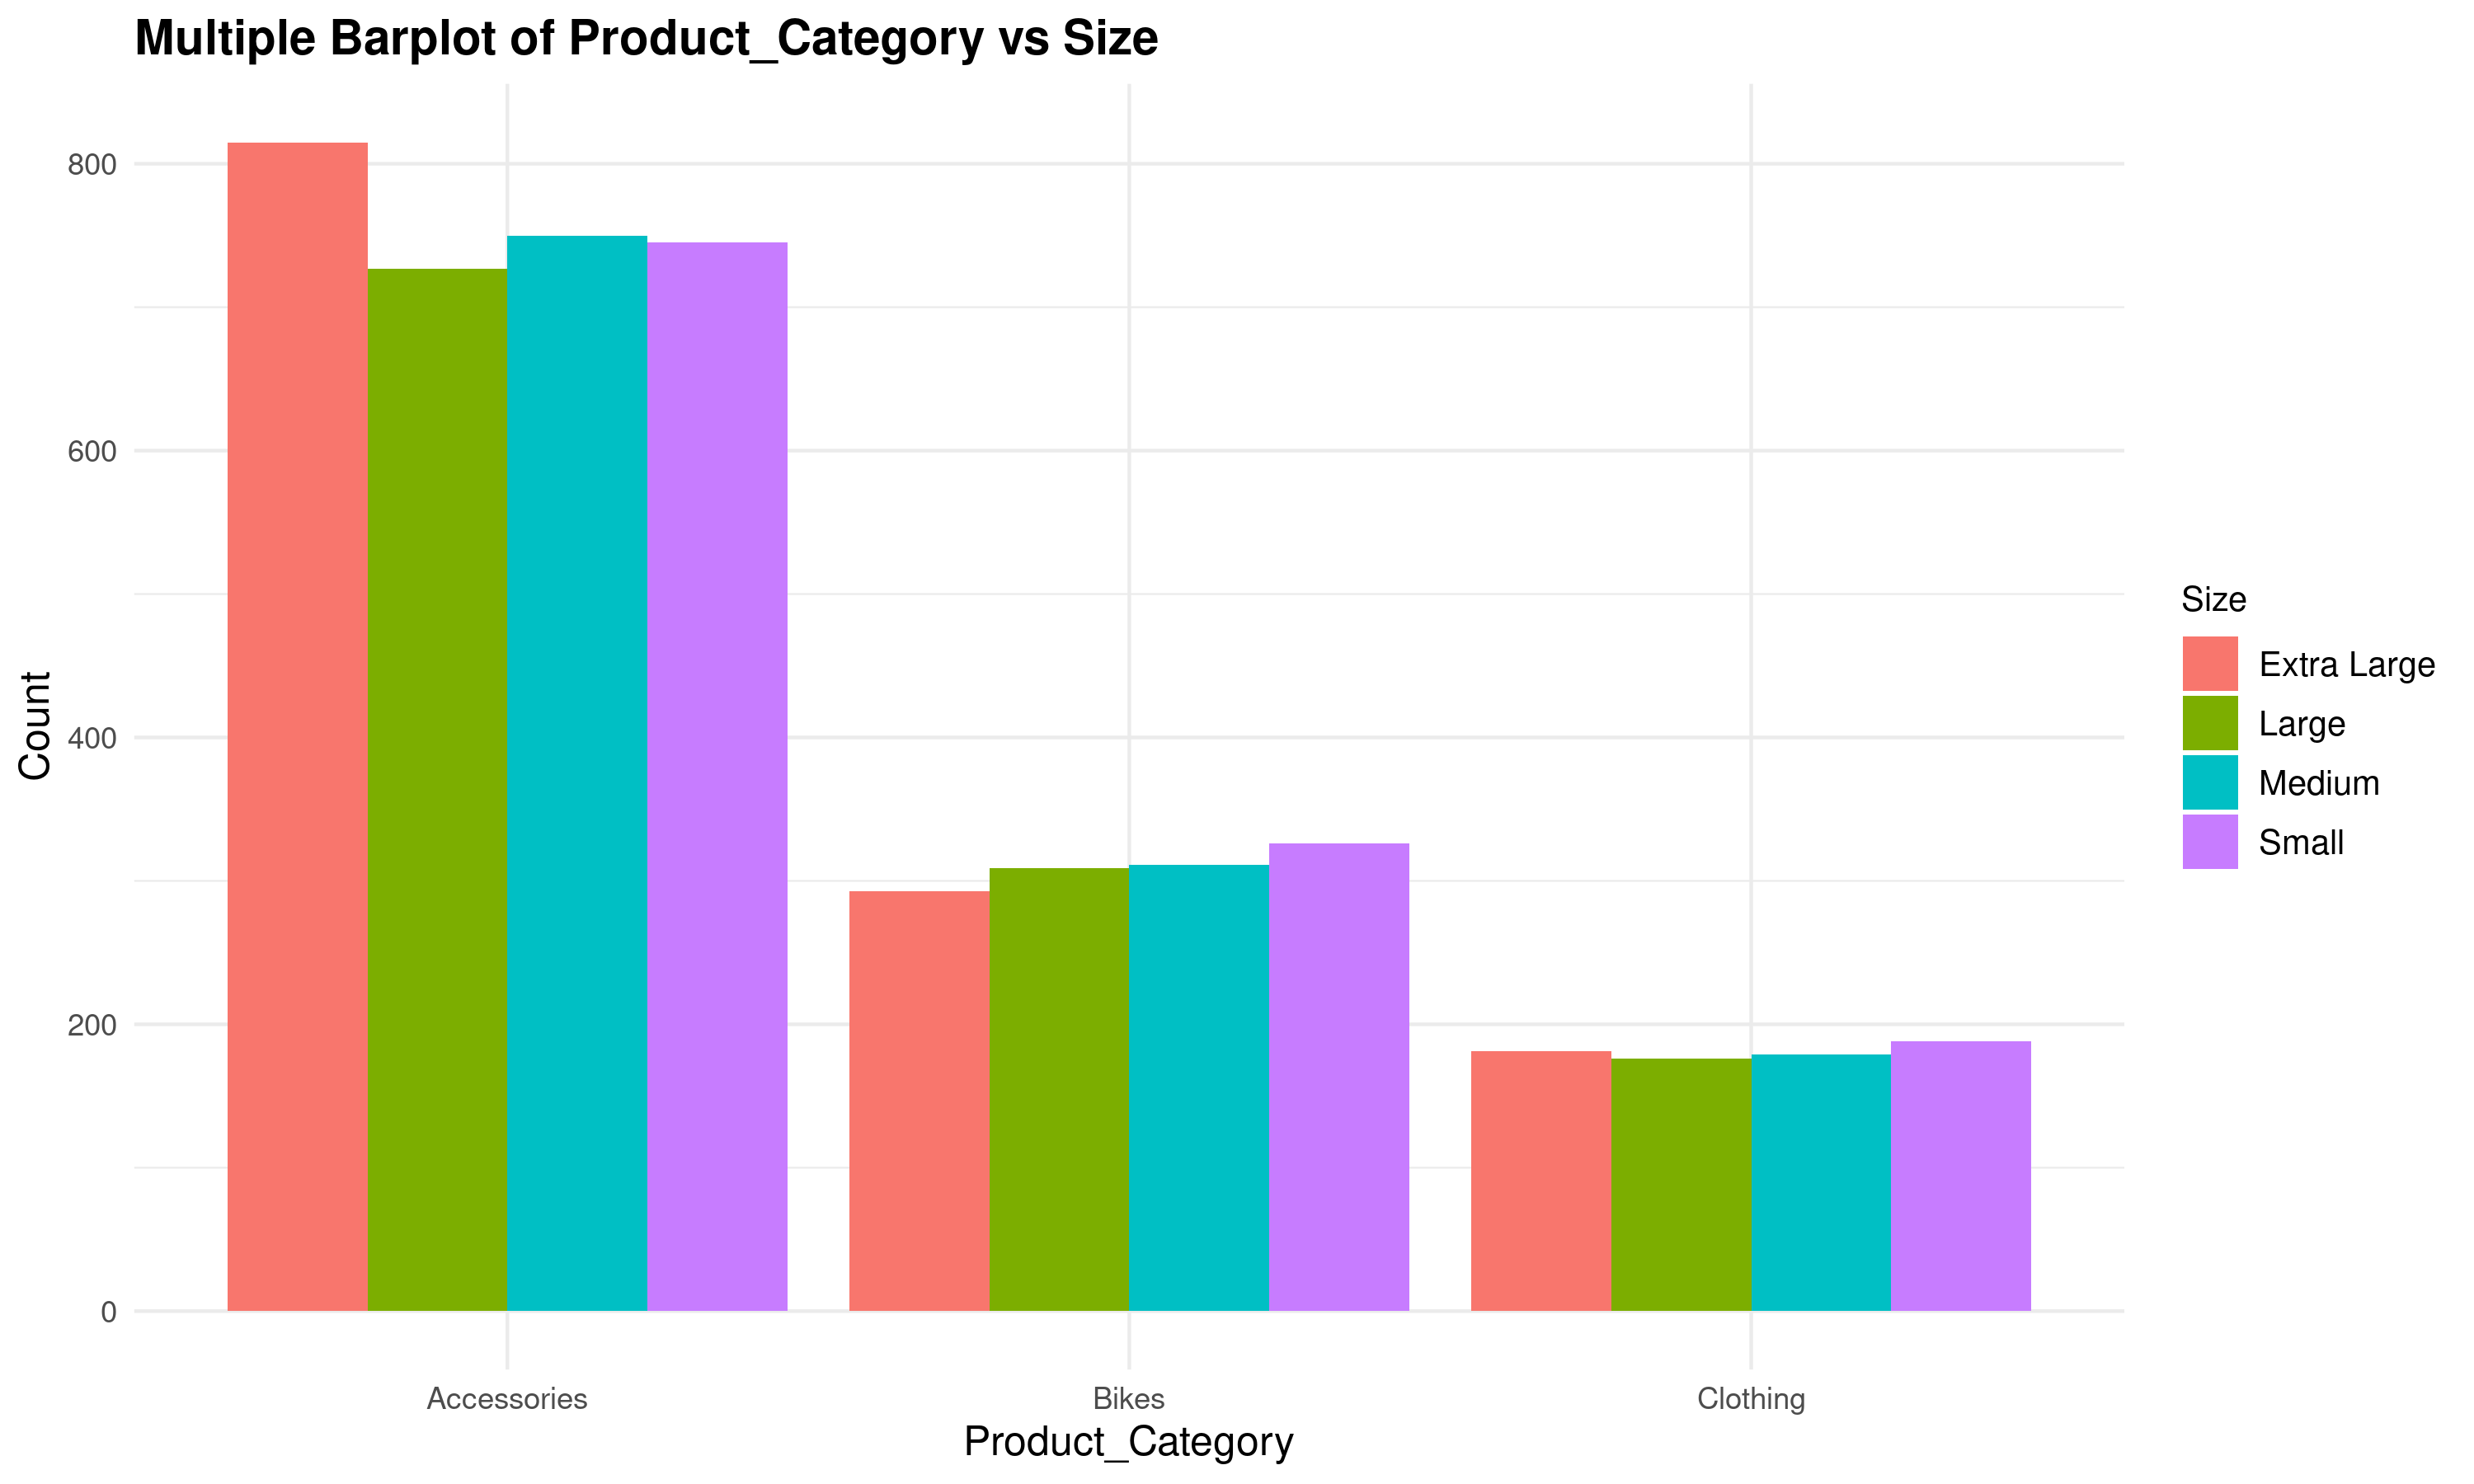 Multiple Barplot of Product_Category vs Size
800
600
400
200
0
Count
Accessories
Bikes
Clothing
Product_Category
Size
Extra Large
Large
Medium
Small